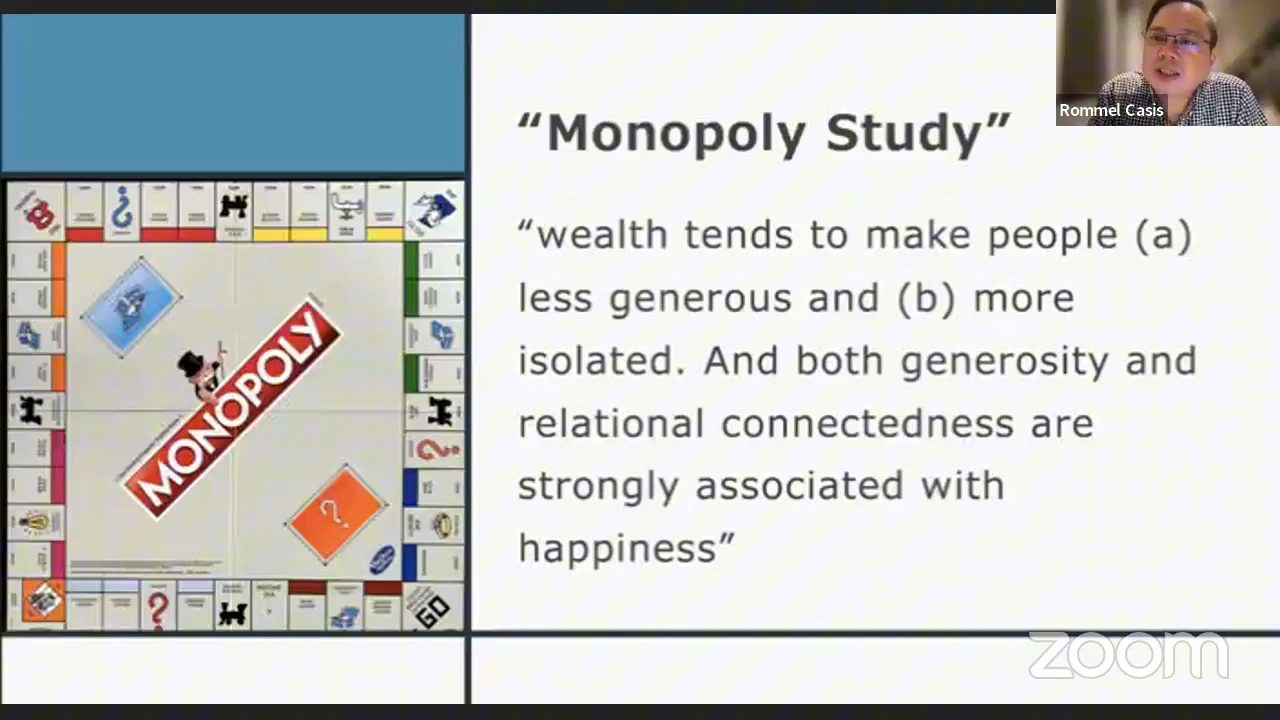 Rommel Casis
“Monopoly Study”
“wealth tends to make people (a)
less generous and (b) more
isolated. And both generosity and
relational connectedness are
strongly associated with
happiness”
MONOPOLY
GO
zoom